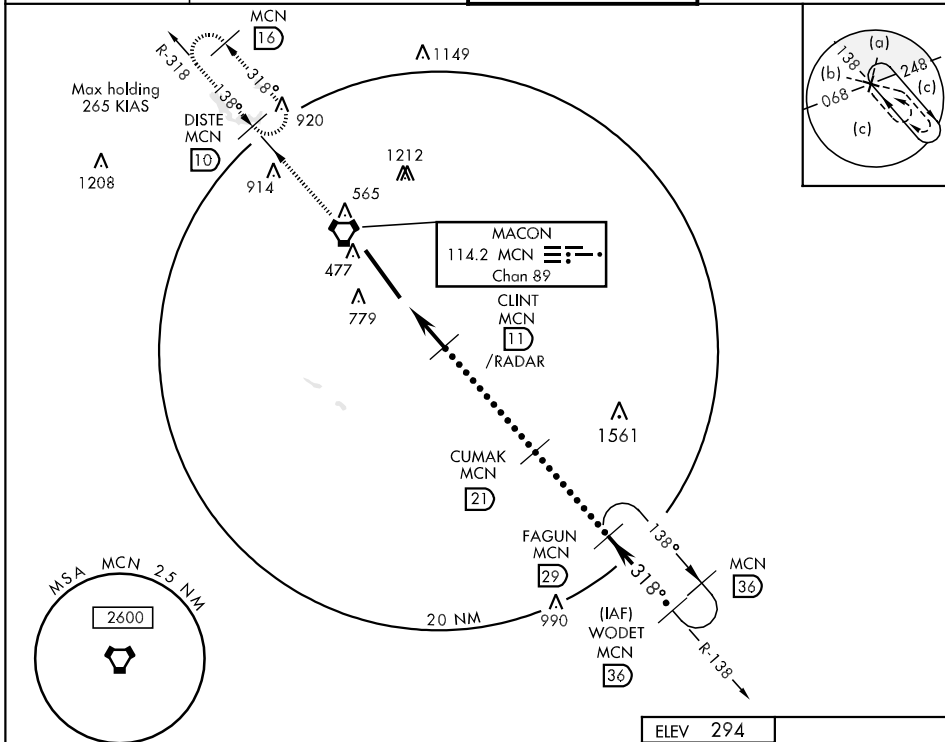 MCN
16
R-318
318°
138°
Max holding
265 KIAS
DISTE
MCN
10
920
914
1208
1149
1212
565
477
779
MACON
114.2 MCN
Chan 89
CLINT
MCN
11
/RADAR
1561
CUMAK
MCN
21
FAGUN
MCN
29
138°
318°
MCN
36
990
20 NM
(IAF)
WODET
MCN
36
R-138
MSA MCN 25 NM
2600
(a)
138
(b)
248
(c)
068
(c)
ELEV 294